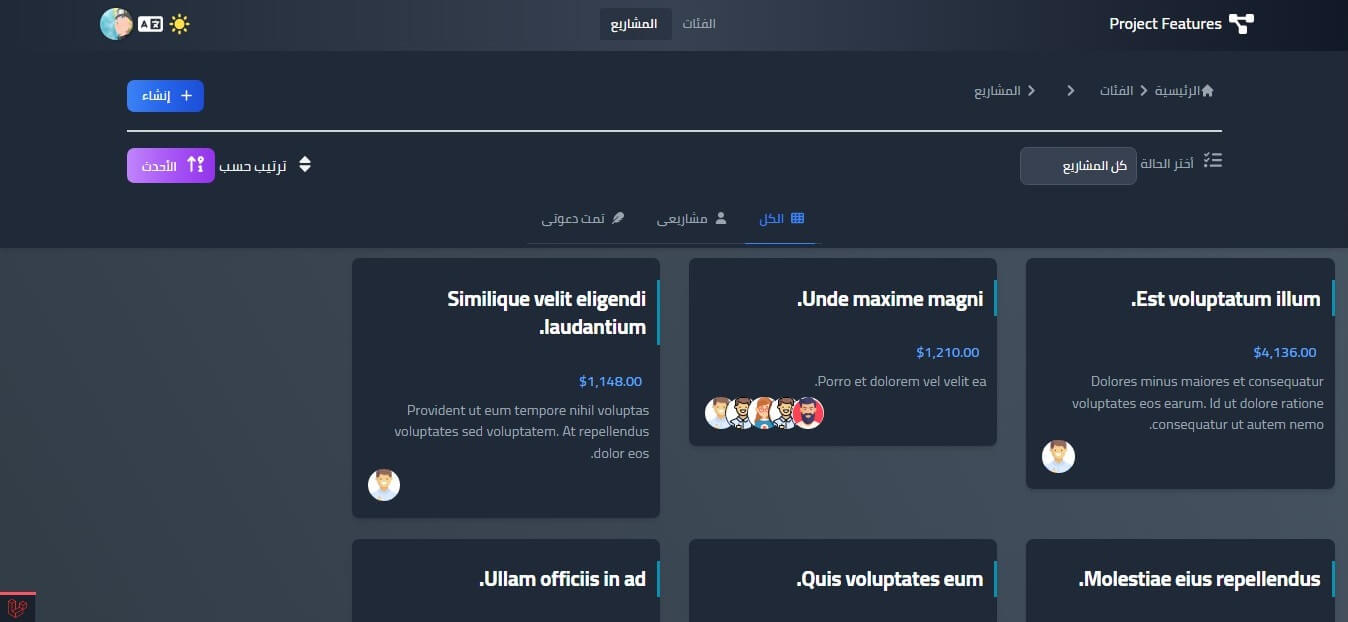 Project Features
الفئات
المشاريع
A
الرئيسية
الفئات
المشاريع
إنشاء
أختر الحالة
كل المشاريع
ترتيب حسب
الأحدث
الكل
مشاريعي
تمت دعوتي
Est voluptatum illum.
$4,136.00
Dolores minus maiores et consequatur
voluptates eos earum. Id ut dolore ratione
consequatur ut autem nemo.
Unde maxime magni.
$1,210.00
Porro et dolorem vel velit ea.
Similique velit eligendi
laudantium.
$1,148.00
Provident ut eum tempore nihil voluptas
voluptates sed voluptatem. At repellendus
dolor eos.
Molestiae eius repellendus.
Quis voluptates eum.
Ullam officiis in ad.